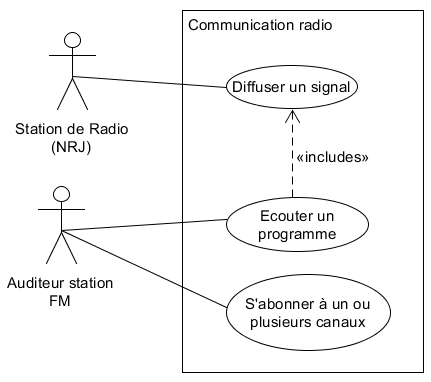 Communication radio
Diffuser un signal
Station de Radio
(NRJ)
«includes»
Ecouter un
programme
Auditeur station
FM
S'abonner à un ou
plusieurs canaux